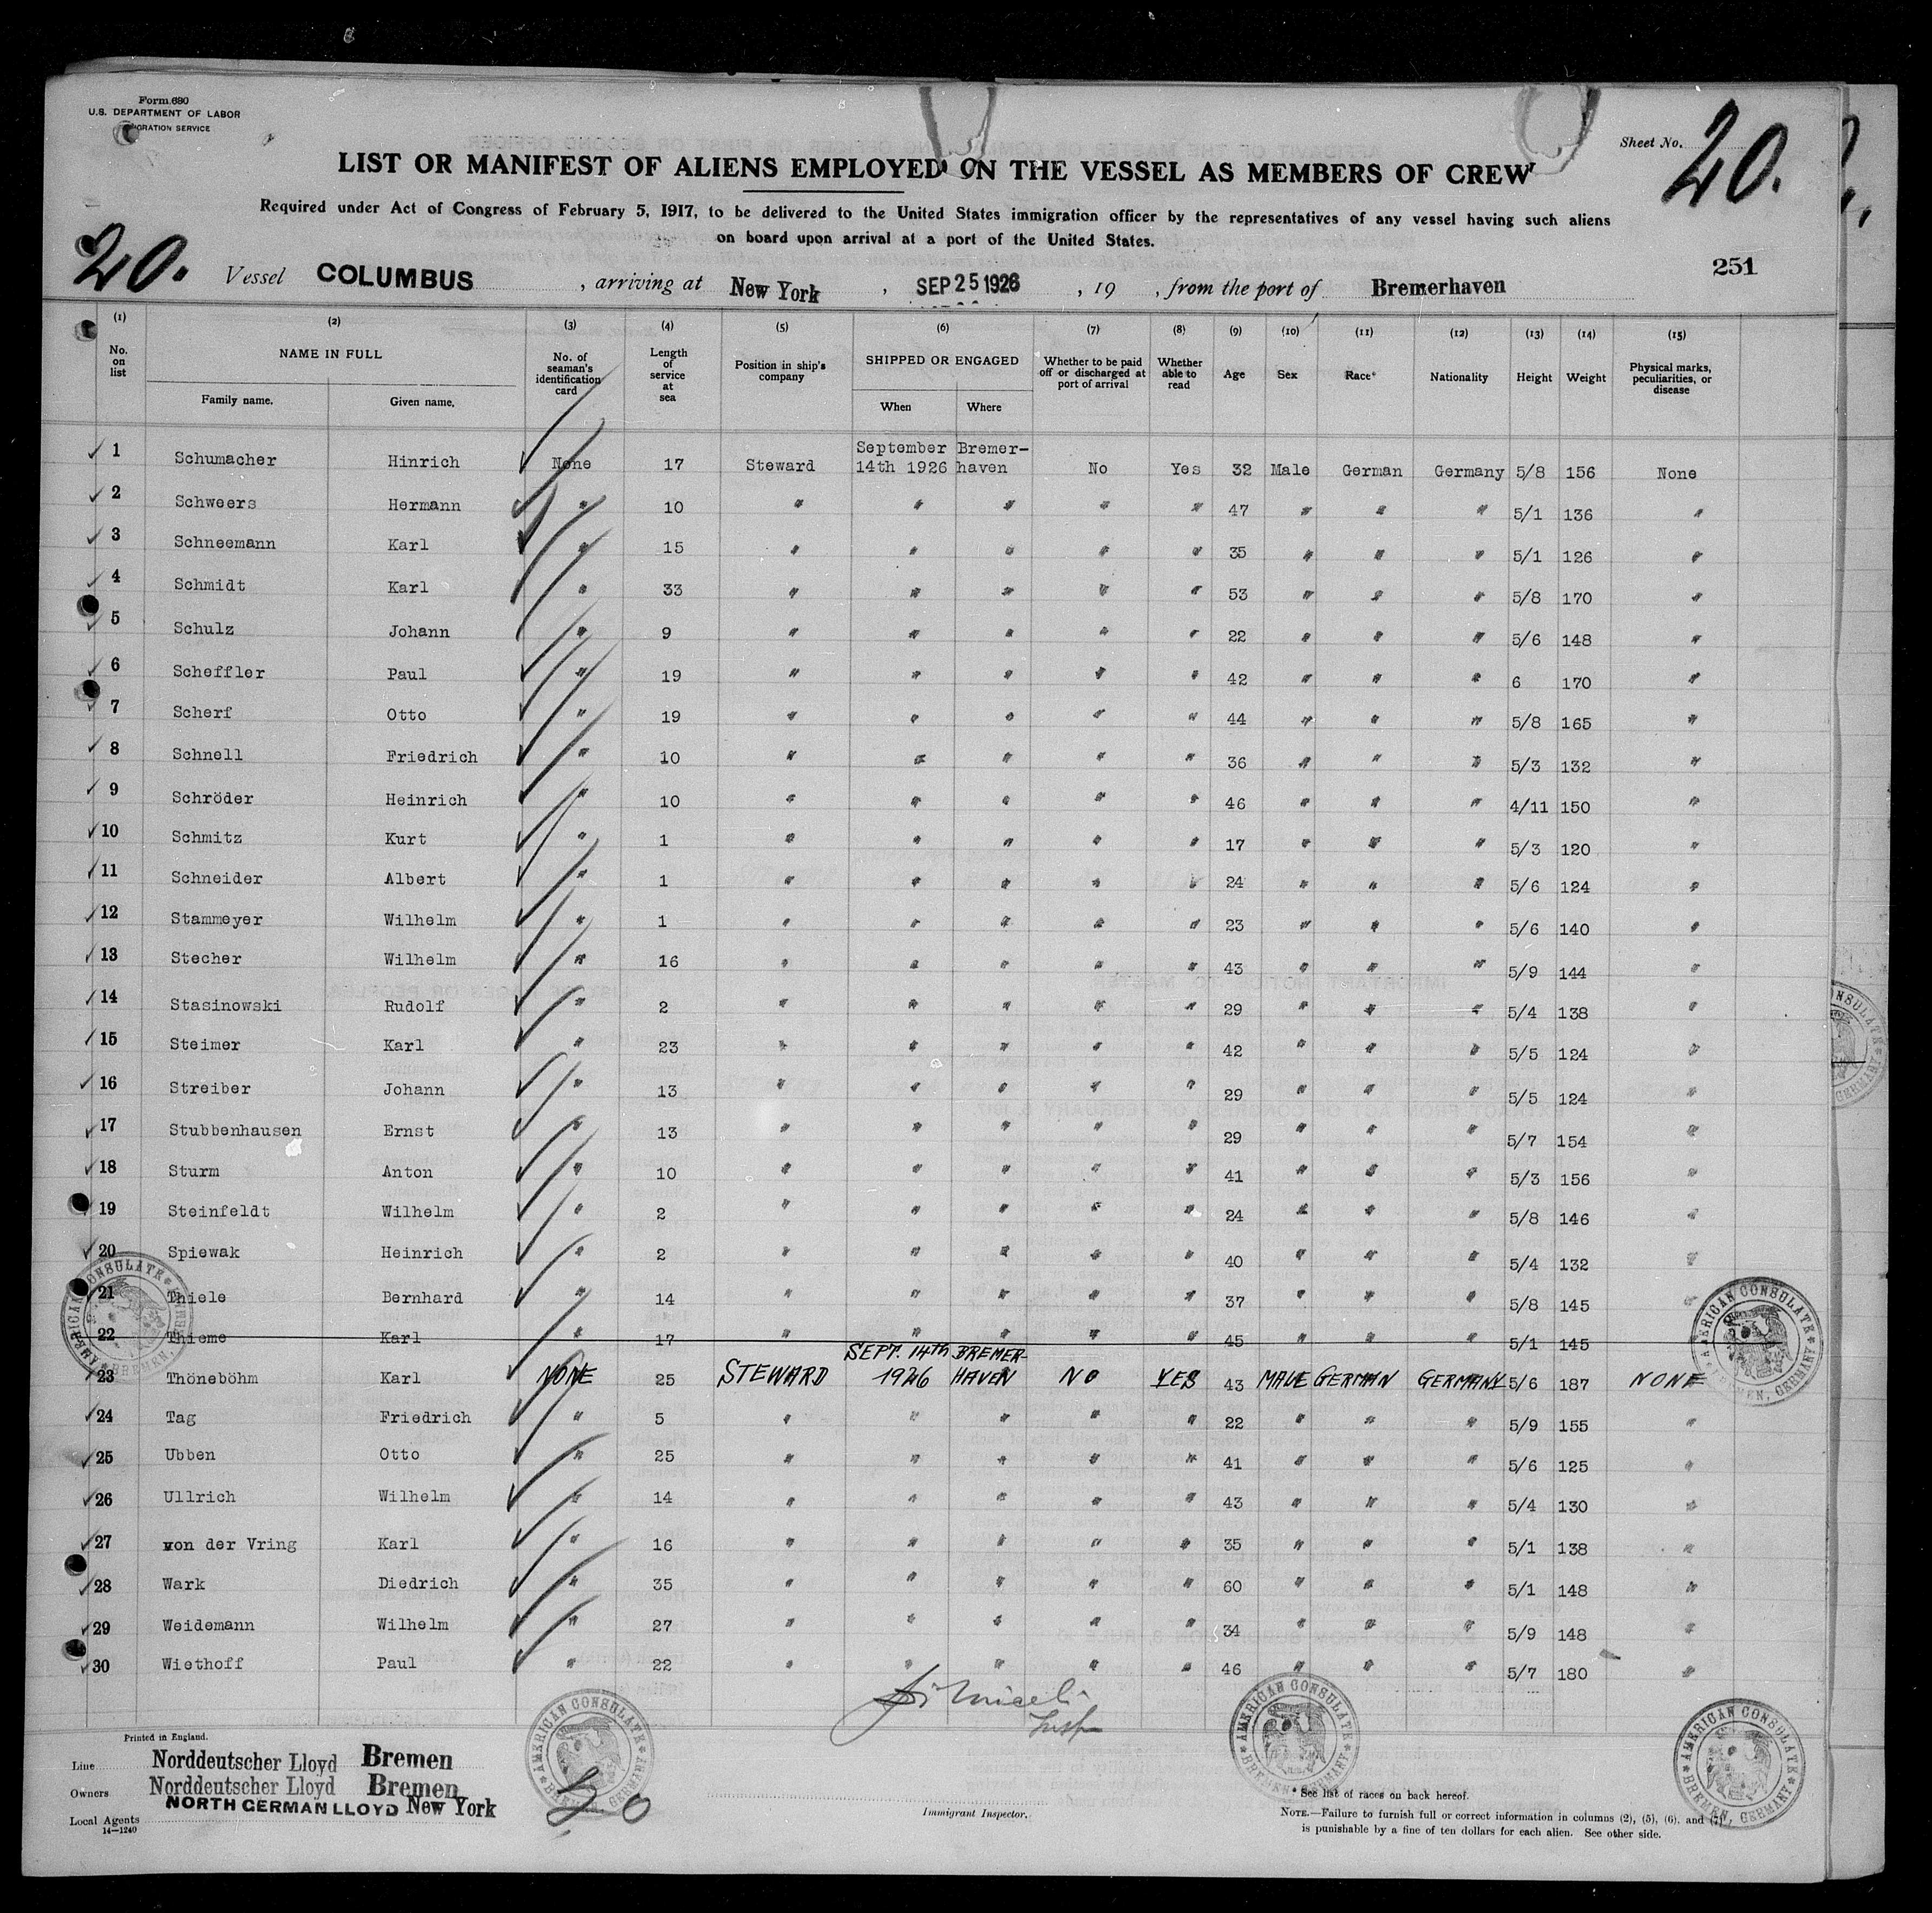 Form 680
U.S. DEPARTMENT OF LABOR
IMMIGRATION SERVICE
Sheet No. 20.
LIST OR MANIFEST OF ALIENS EMPLOYED ON THE VESSEL AS MEMBERS OF CREW
Required under Act of Congress of February 5, 1917, to be delivered to the United States immigration officer by the representatives of any vessel having such aliens
on board upon arrival at a port of the United States.
20.
251
Vessel COLUMBUS, arriving at New York, SEP 25 1926, 19 , from the port of Bremerhaven
(1) (2) (3) (4) (5) (6) (7) (8) (9) (10) (11) (12) (13) (14) (15)
No. on list
NAME IN FULL
Family name. Given name.
No. of seaman's identification card
Length of service at sea
Position in ship's company
SHIPPED OR ENGAGED
When Where
Whether to be paid off or discharged at port of arrival
Whether able to read
Age
Sex
Race*
Nationality
Height
Weight
Physical marks, peculiarities, or disease
1 Schumacher Hinrich None 17 Steward September 14th 1926 Bremerhaven No Yes 32 Male German Germany 5/8 156 None
2 Schweers Hermann " 10 " " " " " 47 " " " 5/1 136 "
3 Schneemann Karl " 15 " " " " " 35 " " " 5/1 126 "
4 Schmidt Karl " 33 " " " " " 53 " " " 5/8 170 "
5 Schulz Johann " 9 " " " " " 22 " " " 5/6 148 "
6 Scheffler Paul " 19 " " " " " 42 " " " 6 170 "
7 Scherf Otto " 19 " " " " " 44 " " " 5/8 165 "
8 Schnell Friedrich " 10 " " " " " 36 " " " 5/3 132 "
9 Schröder Heinrich " 10 " " " " " 46 " " " 4/11 150 "
10 Schmitz Kurt " 1 " " " " " 17 " " " 5/3 120 "
11 Schneider Albert " 1 " " " " " 24 " " " 5/6 124 "
12 Stammeyer Wilhelm " 1 " " " " " 23 " " " 5/6 140 "
13 Stecher Wilhelm " 16 " " " " " 43 " " " 5/9 144 "
14 Stasinowski Rudolf " 2 " " " " " 29 " " " 5/4 138 "
15 Steimer Karl " 23 " " " " " 42 " " " 5/5 124 "
16 Streiber Johann " 13 " " " " " 29 " " " 5/5 124 "
17 Stubbenhausen Ernst " 13 " " " " " 29 " " " 5/7 154 "
18 Sturm Anton " 10 " " " " " 41 " " " 5/3 156 "
19 Steinfeldt Wilhelm " 2 " " " " " 24 " " " 5/8 146 "
20 Spiewak Heinrich " 2 " " " " " 40 " " " 5/4 132 "
21 Thiele Bernhard " 14 " " " " " 37 " " " 5/8 145 "
22 Thieme Karl " 17 " " " " " 45 " " " 5/1 145
23 Thöneböhm Karl NONE 25 STEWARD SEPT. 14th 1926 BREMERHAVEN NO YES 43 MALE GERMAN GERMANY 5/6 187 NONE
24 Tag Friedrich " 5 " " " " " 22 " " " 5/9 155 "
25 Ubben Otto " 25 " " " " " 41 " " " 5/6 125 "
26 Ullrich Wilhelm " 14 " " " " " 43 " " " 5/4 130 "
27 von der Vring Karl " 16 " " " " " 35 " " " 5/1 138 "
28 Wark Diedrich " 35 " " " " " 60 " " " 5/1 148 "
29 Weidemann Wilhelm " 27 " " " " " 34 " " " 5/9 148 "
30 Wiethoff Paul " 22 " " " " " 46 " " " 5/7 180 "
AMERICAN CONSULATE BREMEN, GERMANY
Printed in England.
Line Norddeutscher Lloyd Bremen
Owners Norddeutscher Lloyd Bremen
Local Agents NORTH GERMAN LLOYD New York
14—1240
20
Immigrant Inspector.
* See list of races on back hereof.
NOTE.—Failure to furnish full or correct information in columns (2), (5), (6), and (7)
is punishable by a fine of ten dollars for each alien. See other side.